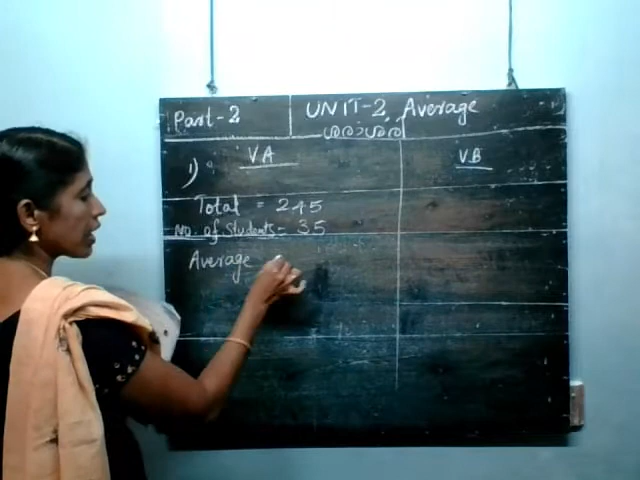 Part-2
UNIT-2, Average
ശരാശരി
1)
VA
VB
Total = 245
No. of Students = 35
Average